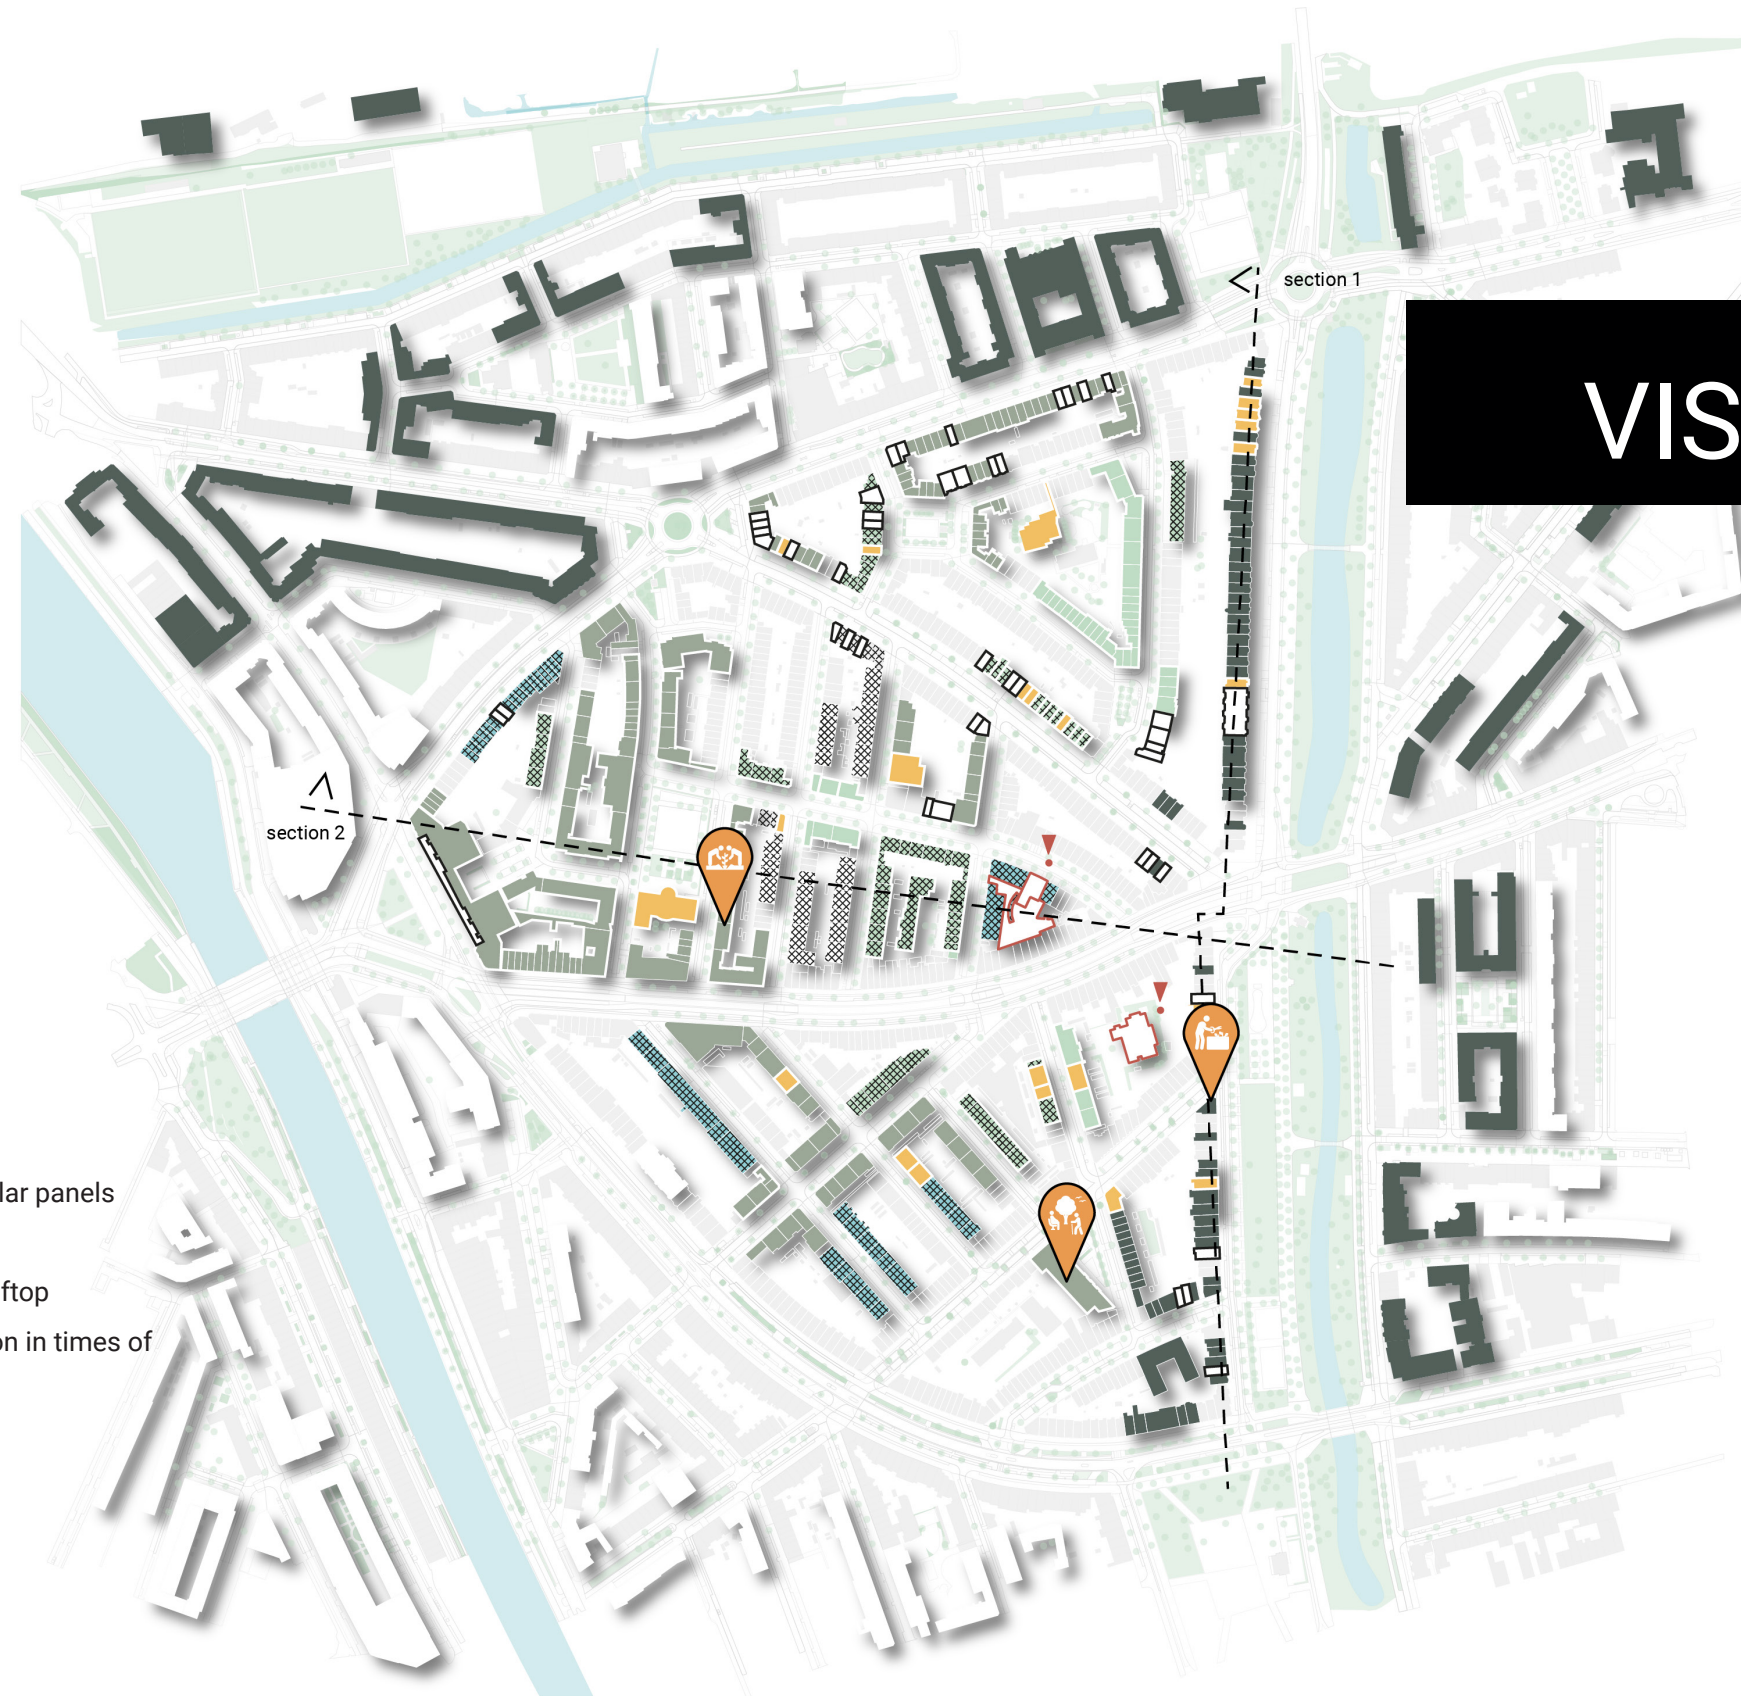 section 1
VIS
section 2
lar panels
ftop
on in times of